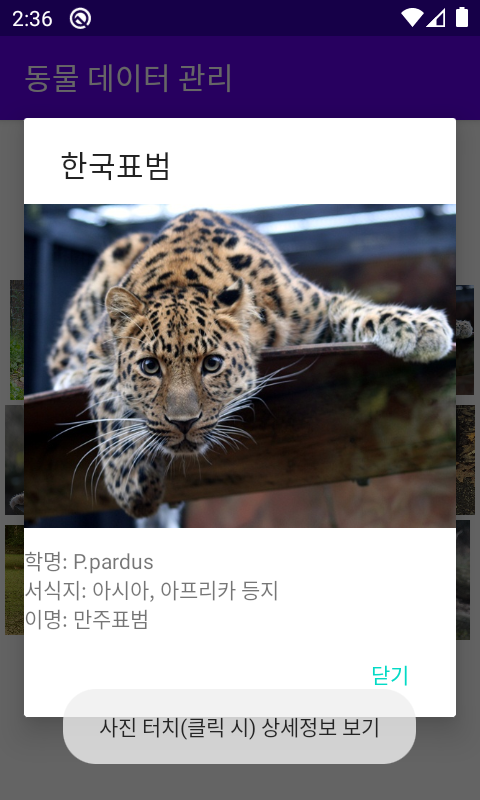 2:36
동물 데이터 관리
한국표범
학명: P.pardus
서식지: 아시아, 아프리카 등지
이명: 만주표범
닫기
사진 터치(클릭 시) 상세정보 보기